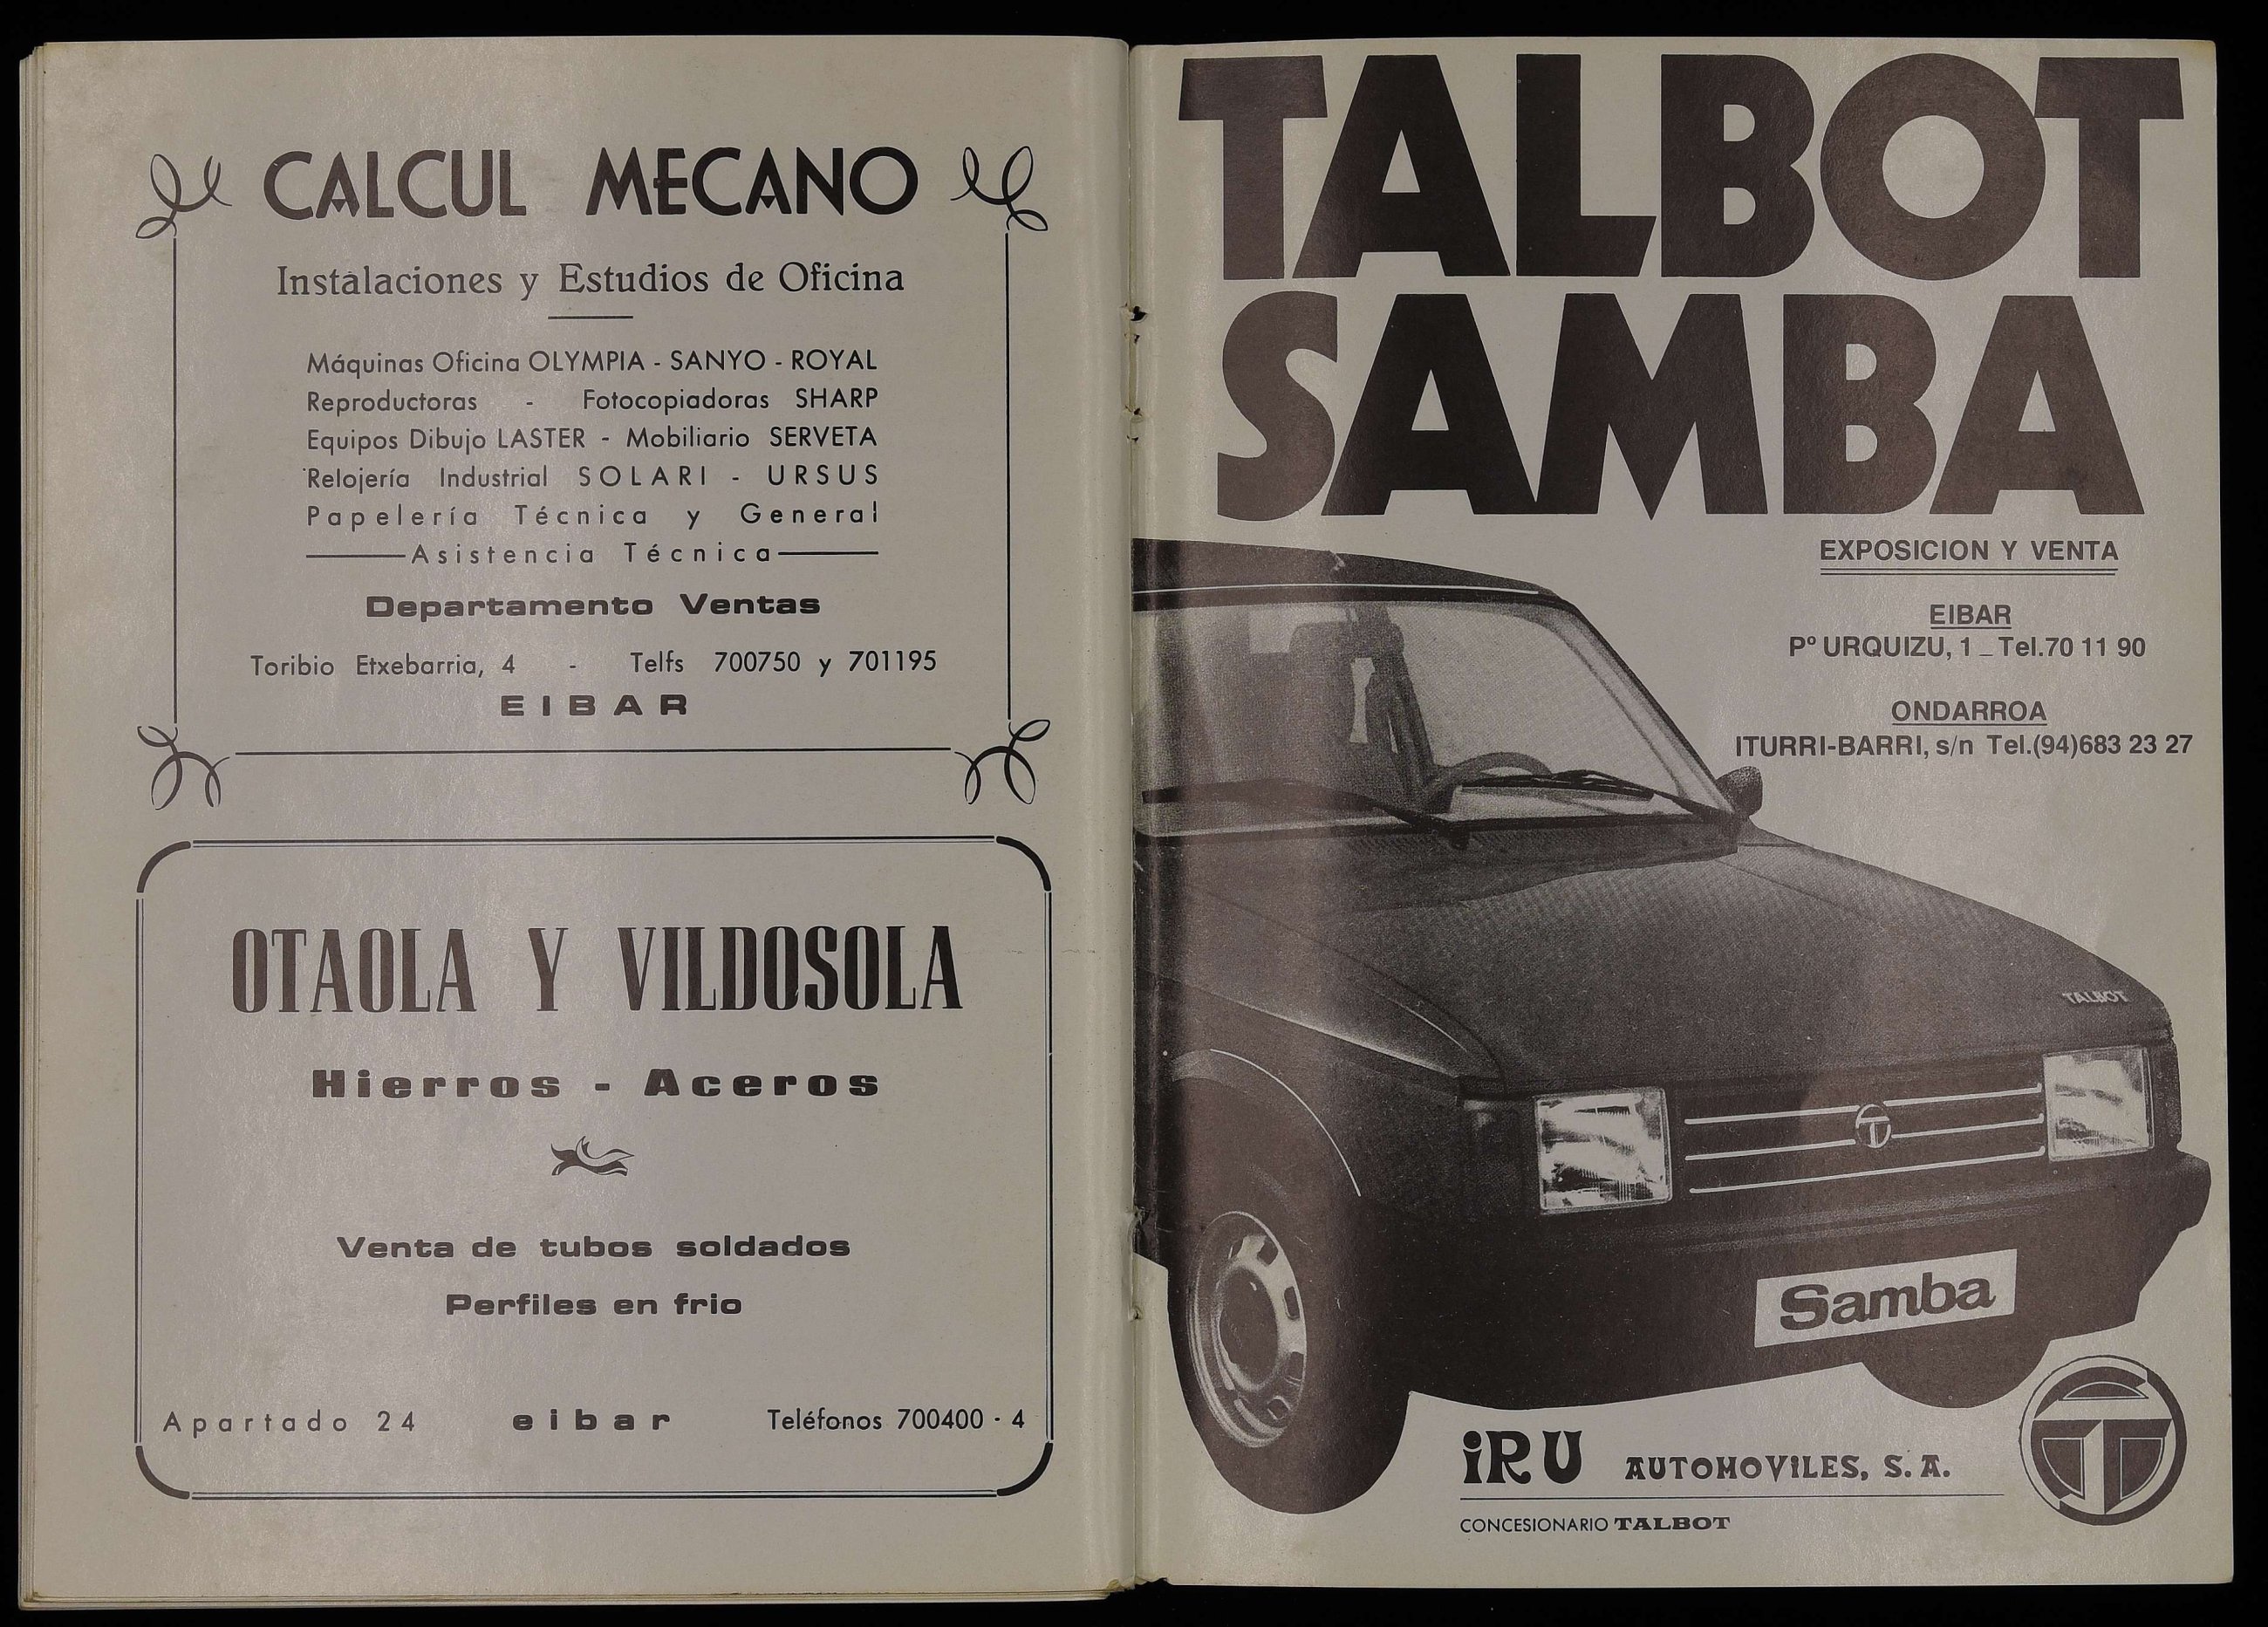 CALCUL MECANO
Instalaciones y Estudios de Oficina
Máquinas Oficina OLYMPIA - SANYO - ROYAL
Reproductoras - Fotocopiadoras SHARP
Equipos Dibujo LASTER - Mobiliario SERVETA
Relojería Industrial SOLARI - URSUS
Papelería Técnica y General
Asistencia Técnica
Departamento Ventas
Toribio Etxebarria, 4 - Telfs 700750 y 701195
EIBAR
OTAOLA Y VILDOSOLA
Hierros - Aceros
Venta de tubos soldados
Perfiles en frio
Apartado 24 eibar Teléfonos 700400 - 4
TALBOT
SAMBA
EXPOSICION Y VENTA
EIBAR
Pº URQUIZU, 1 _ Tel.70 11 90
ONDARROA
ITURRI-BARRI, s/n Tel.(94)683 23 27
TALBOT
Samba
iRU AUTOMOViLES, S.A.
CONCESIONARIO TALBOT